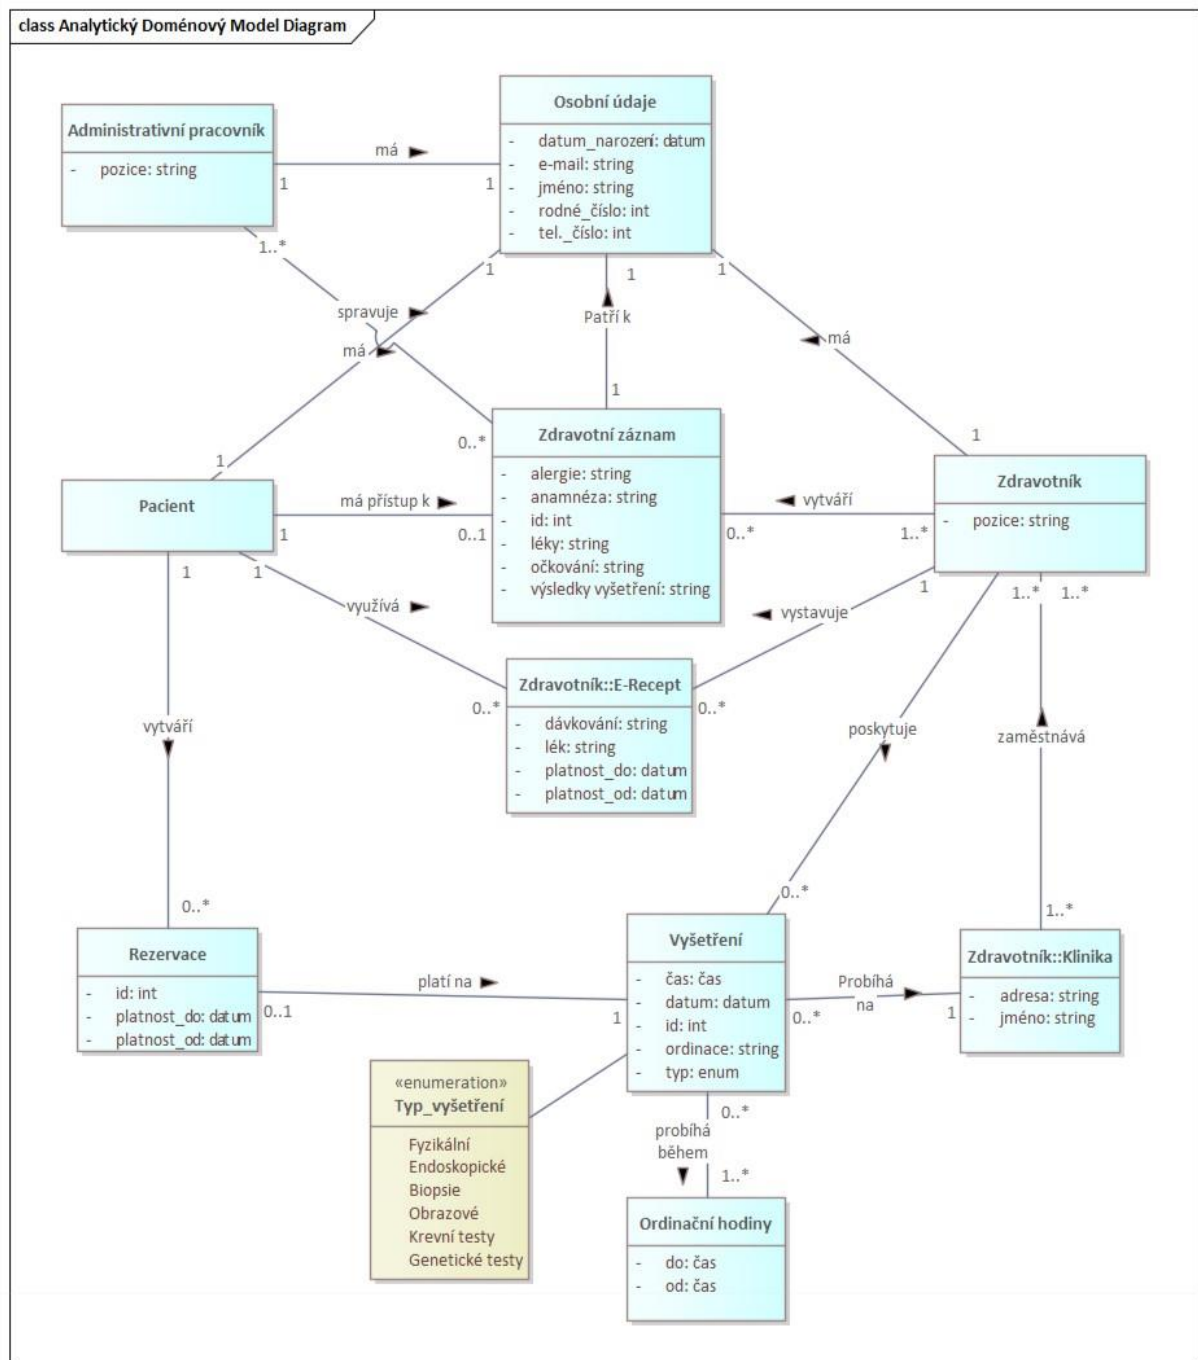 class Analytický Doménový Model Diagram
Administrativní pracovník
- pozice: string
Osobní údaje
- datum_narození: datum
- e-mail: string
- jméno: string
- rodné_číslo: int
- tel._číslo: int
má
1
1
1..*
spravuje
0..*
1
má
1
1
Patří k
1
1
má
1
Pacient
Zdravotní záznam
- alergie: string
- anamnéza: string
- id: int
- léky: string
- očkování: string
- výsledky vyšetření: string
Zdravotník
- pozice: string
má přístup k
1
0..1
vytváří
0..*
1..*
1
1
využívá
0..*
1
vystavuje
0..*
1..*
1..*
Zdravotník::E-Recept
- dávkování: string
- lék: string
- platnost_do: datum
- platnost_od: datum
vytváří
0..*
poskytuje
0..*
zaměstnává
1..*
Rezervace
- id: int
- platnost_do: datum
- platnost_od: datum
platí na
0..1
1
Vyšetření
- čas: čas
- datum: datum
- id: int
- ordinace: string
- typ: enum
Probíhá
na
0..*
1
Zdravotník::Klinika
- adresa: string
- jméno: string
«enumeration»
Typ_vyšetření
Fyzikální
Endoskopické
Biopsie
Obrazové
Krevní testy
Genetické testy
0..*
probíhá
během
1..*
Ordinační hodiny
- do: čas
- od: čas